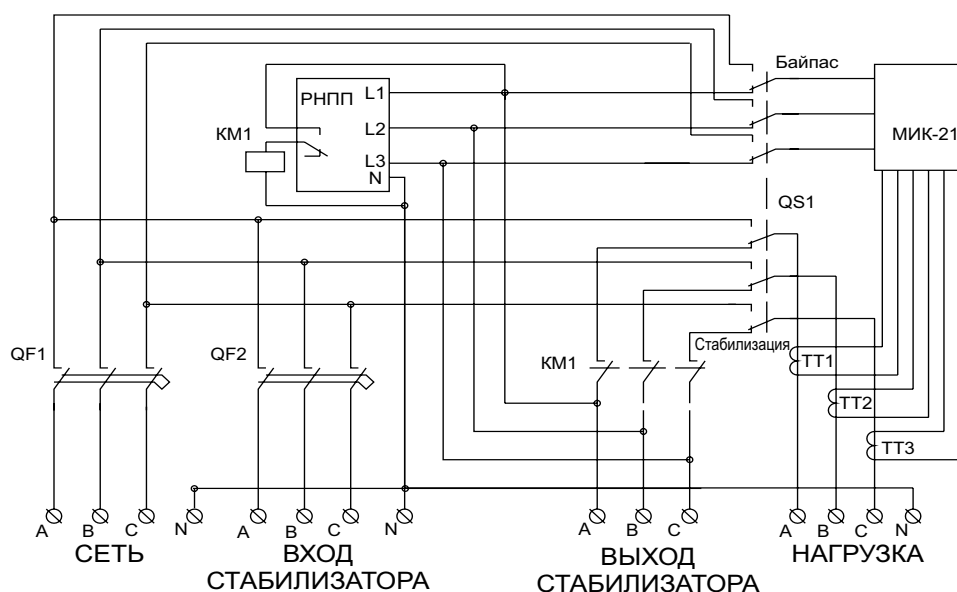 Байпас
РНПП
L1
КМ1
L2
МИК-21
L3
N
QS1
Стабилизация
QF1
QF2
КМ1
ТТ1
ТТ2
ТТ3
А
В
С
N
А
В
С
N
А
В
С
А
В
С
N
СЕТЬ
ВХОД
СТАБИЛИЗАТОРА
ВЫХОД
СТАБИЛИЗАТОРА
НАГРУЗКА